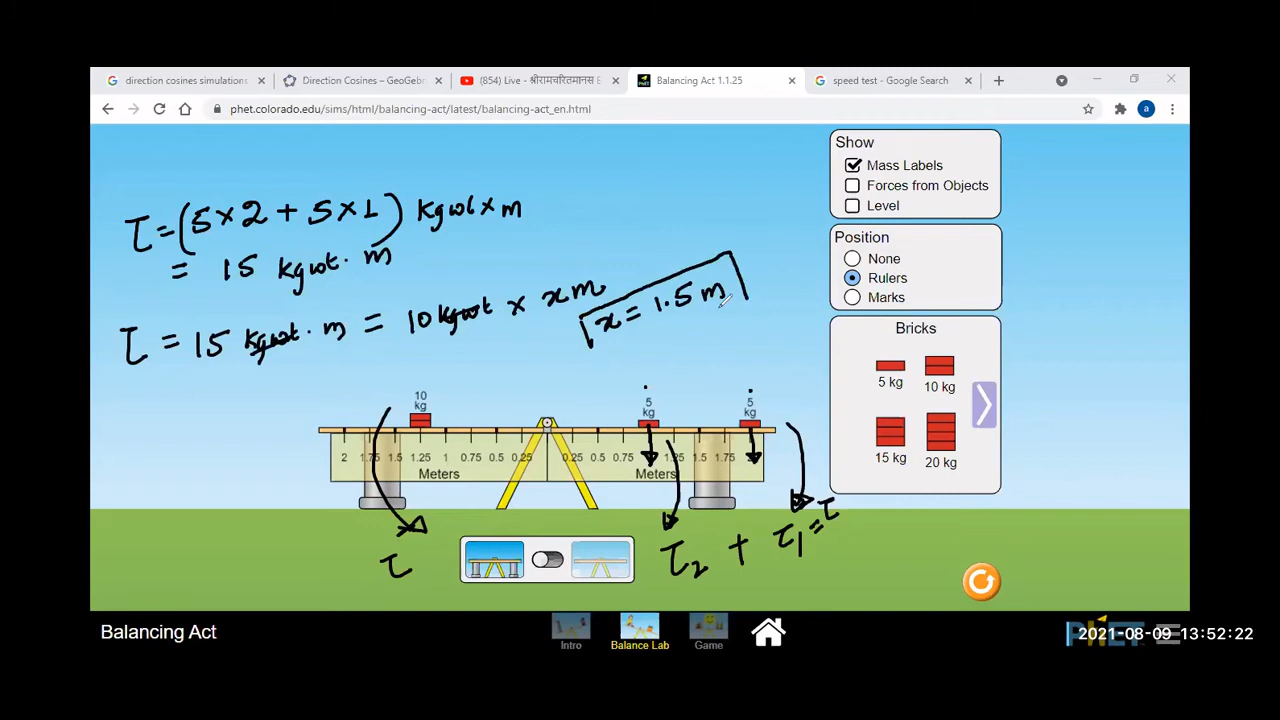 direction cosines simulations
Direction Cosines – GeoGebr
(854) Live - श्रीरामचरितमानस
Balancing Act 1.1.25
speed test - Google Search
phet.colorado.edu/sims/html/balancing-act/latest/balancing-act_en.html
a
Show
Mass Labels
Forces from Objects
Level
Position
None
Rulers
Marks
Bricks
5 kg 10 kg
15 kg 20 kg
τ = (5×2 + 5×1) kgwt×m
= 15 kgwt·m
τ = 15 kgwt·m = 10 kgwt × x m
x = 1.5 m
10 kg
5 kg
5 kg
2 1.75 1.5 1.25 1 0.75 0.5 0.25 0.25 0.5 0.75 1.25 1.5 1.75
Meters Meters
τ τ₂ + τ₁ = τ
Balancing Act
Intro
Balance Lab
Game
PHET
2021-08-09 13:52:22